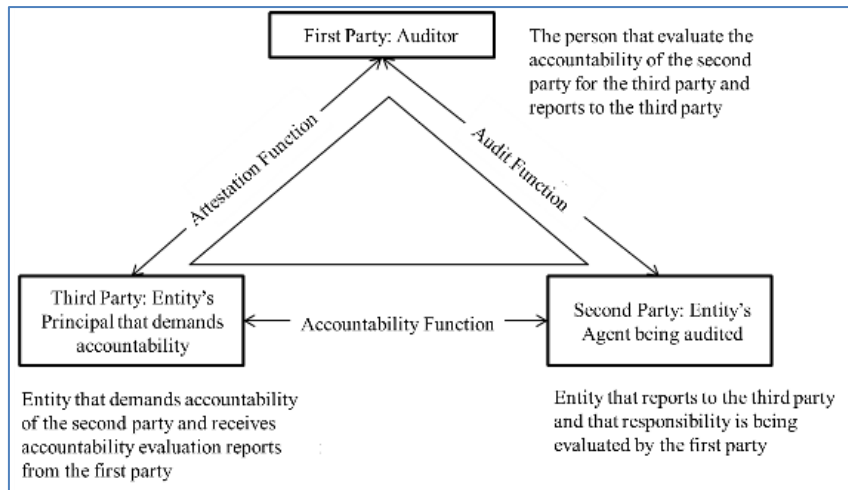 First Party: Auditor
The person that evaluate the
accountability of the second
party for the third party and
reports to the third party
Attestation Function
Audit Function
Third Party: Entity's
Principal that demands
accountability
Accountability Function
Second Party: Entity's
Agent being audited
Entity that demands accountability
of the second party and receives
accountability evaluation reports
from the first party
Entity that reports to the third party
and that responsibility is being
evaluated by the first party